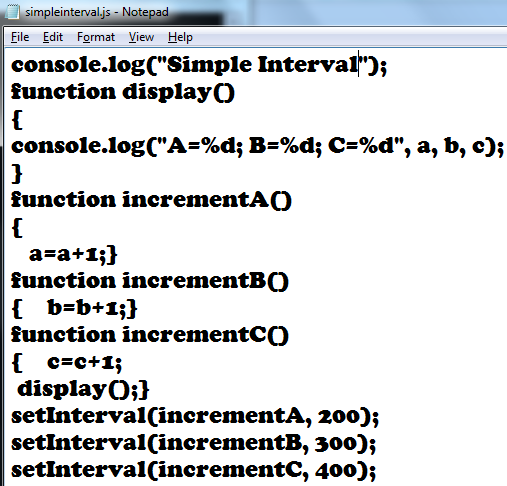 simpleinterval.js - Notepad
File Edit Format View Help
console.log("Simple Interval");
function display()
{
console.log("A=%d; B=%d; C=%d", a, b, c);
}
function incrementA()
{
a=a+1;}
function incrementB()
{ b=b+1;}
function incrementC()
{ c=c+1;
display();}
setInterval(incrementA, 200);
setInterval(incrementB, 300);
setInterval(incrementC, 400);